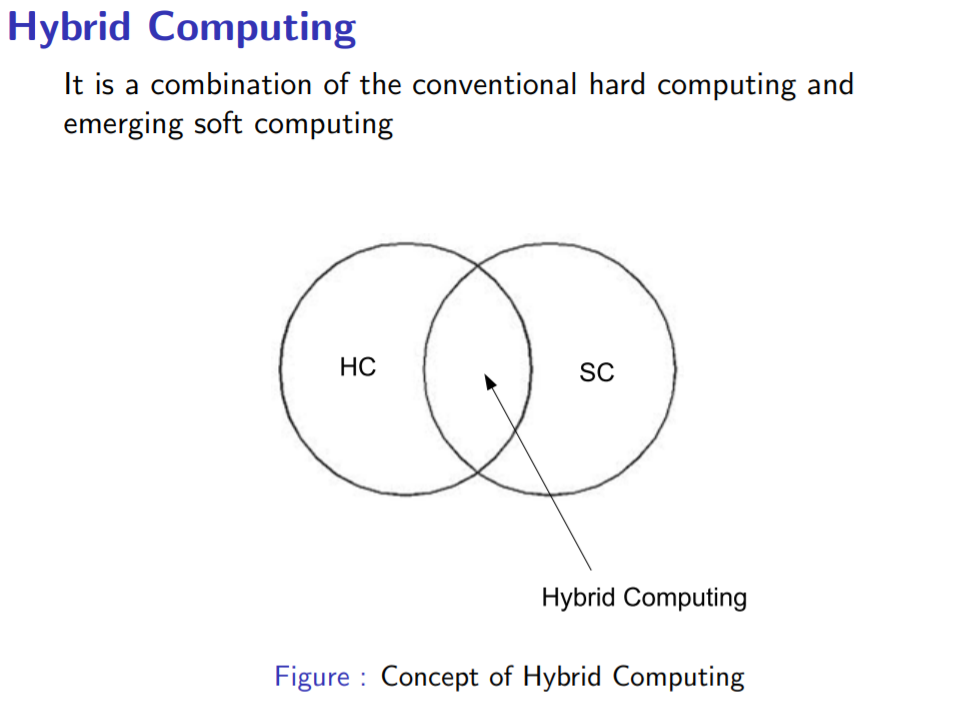 Hybrid Computing
It is a combination of the conventional hard computing and
emerging soft computing
HC
SC
Hybrid Computing
Figure : Concept of Hybrid Computing